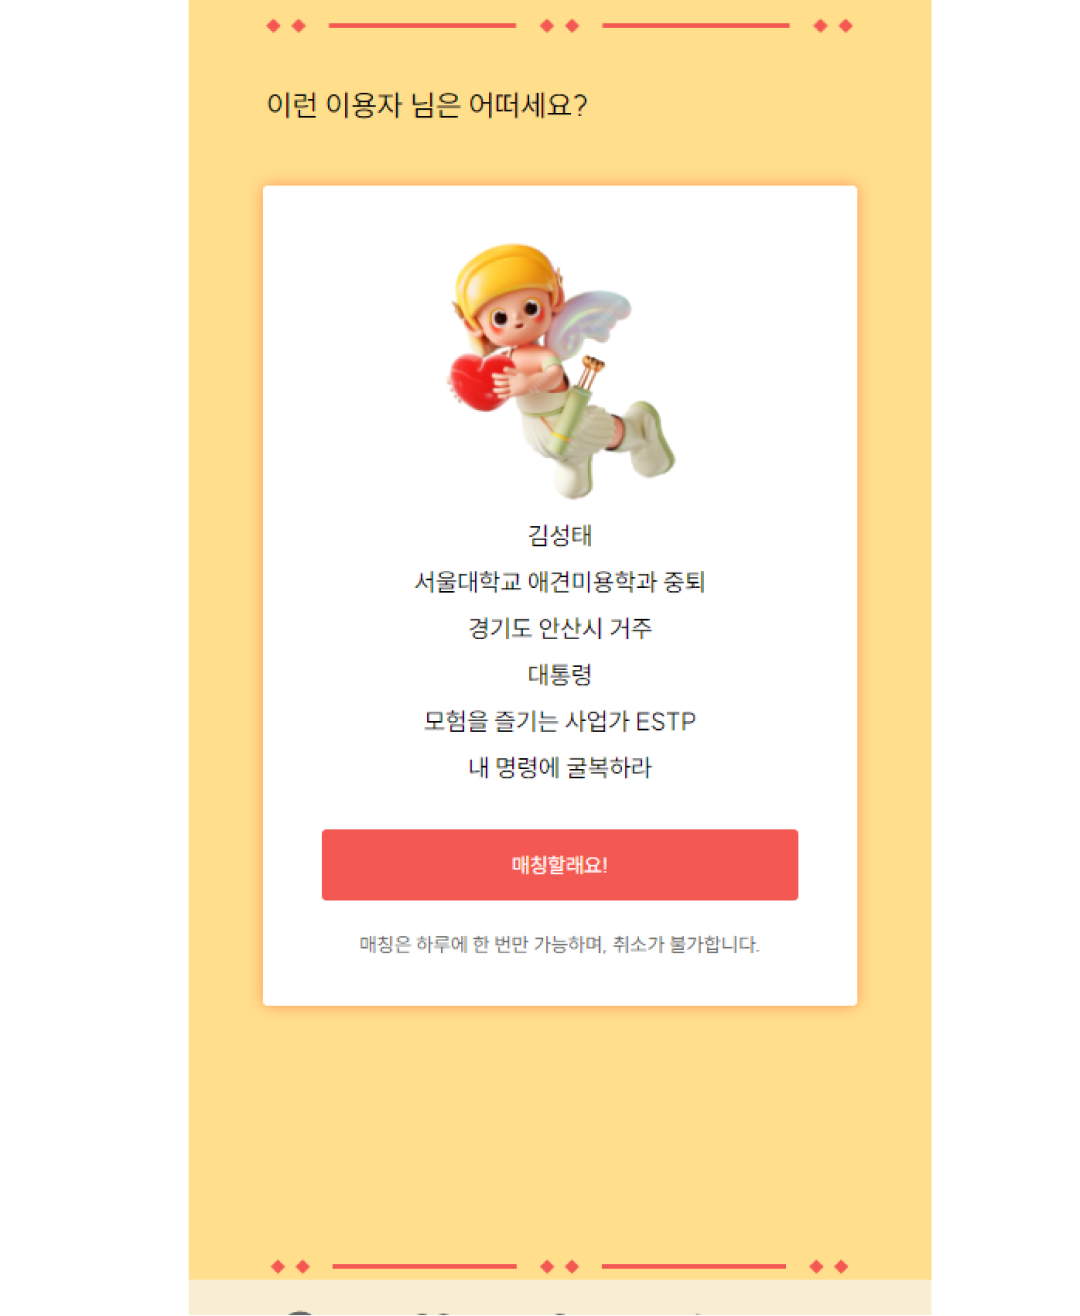 이런 이용자 님은 어떠세요?
김성태
서울대학교 애견미용학과 중퇴
경기도 안산시 거주
대통령
모험을 즐기는 사업가 ESTP
내 명령에 굴복하라
매칭할래요!
매칭은 하루에 한 번만 가능하며, 취소가 불가합니다.